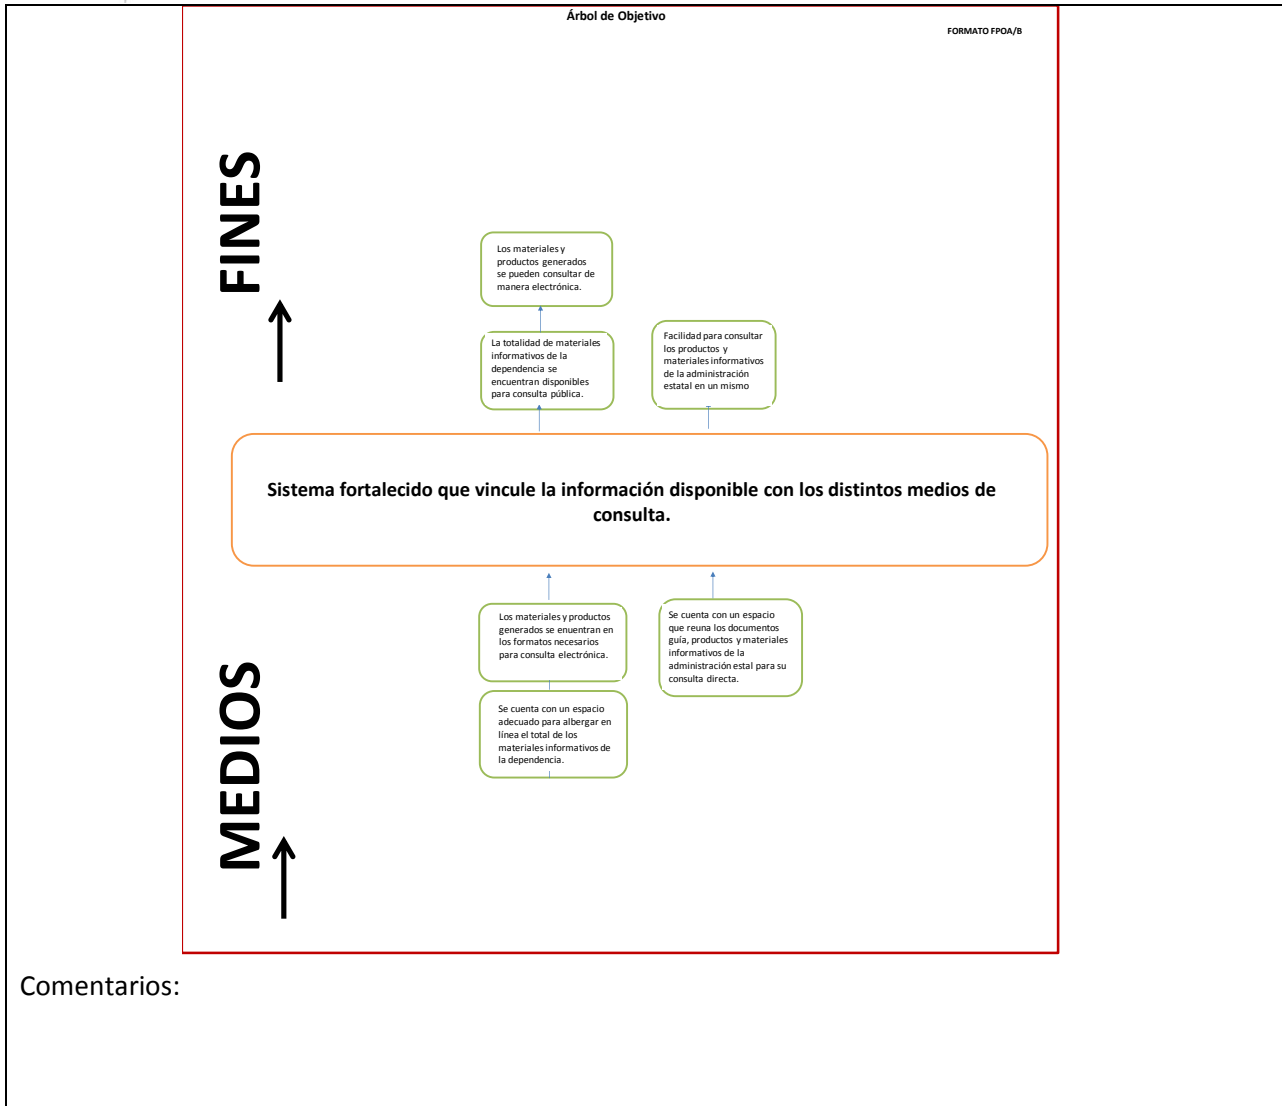 Árbol de Objetivo
FORMATO FPOA/B
FINES
Los materiales y
productos generados
se pueden consultar de
manera electrónica.
La totalidad de materiales
informativos de la
dependencia se
encuentran disponibles
para consulta pública.
Facilidad para consultar
los productos y
materiales informativos
de la administración
estatal en un mismo
Sistema fortalecido que vincule la información disponible con los distintos medios de
consulta.
MEDIOS
Los materiales y productos
generados se enuentran en
los formatos necesarios
para consulta electrónica.
Se cuenta con un espacio
que reuna los documentos
guía, productos y materiales
informativos de la
administración estal para su
consulta directa.
Se cuenta con un espacio
adecuado para albergar en
línea el total de los
materiales informativos de
la dependencia.
Comentarios: